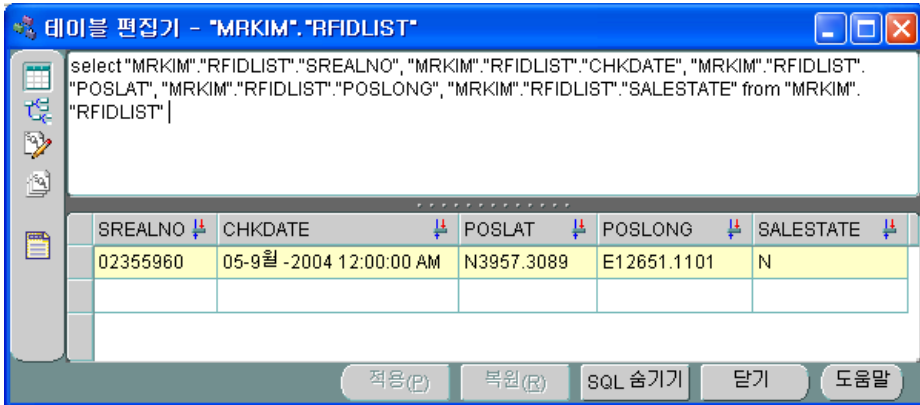 테이블 편집기 - "MRKIM"."RFIDLIST"
select "MRKIM"."RFIDLIST"."SREALNO", "MRKIM"."RFIDLIST"."CHKDATE", "MRKIM"."RFIDLIST".
"POSLAT", "MRKIM"."RFIDLIST"."POSLONG", "MRKIM"."RFIDLIST"."SALESTATE" from "MRKIM".
"RFIDLIST"
SREALNO CHKDATE POSLAT POSLONG SALESTATE
02355960 05-9월 -2004 12:00:00 AM N3957.3089 E12651.1101 N
적용(P) 복원(R) SQL 숨기기 닫기 도움말